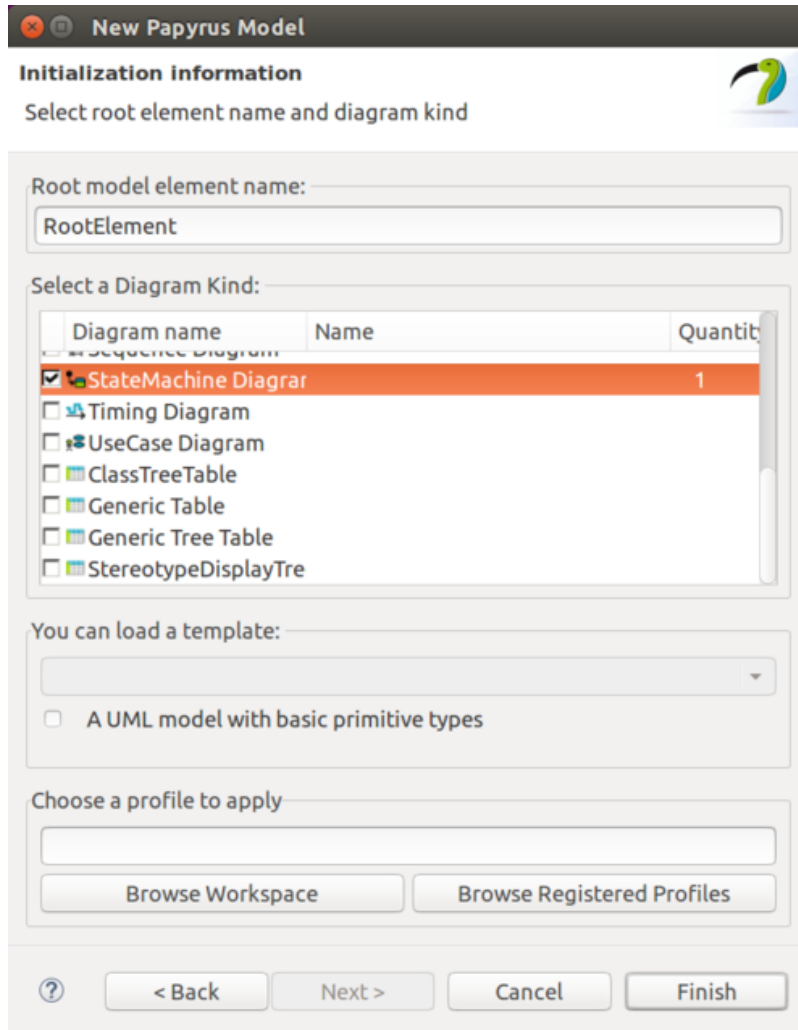 New Papyrus Model
Initialization information
Select root element name and diagram kind
Root model element name:
RootElement
Select a Diagram Kind:
Diagram name Name Quantit
Sequence Diagram
StateMachine Diagrar 1
Timing Diagram
UseCase Diagram
ClassTreeTable
Generic Table
Generic Tree Table
StereotypeDisplayTre
You can load a template:
A UML model with basic primitive types
Choose a profile to apply
Browse Workspace Browse Registered Profiles
? < Back Next > Cancel Finish